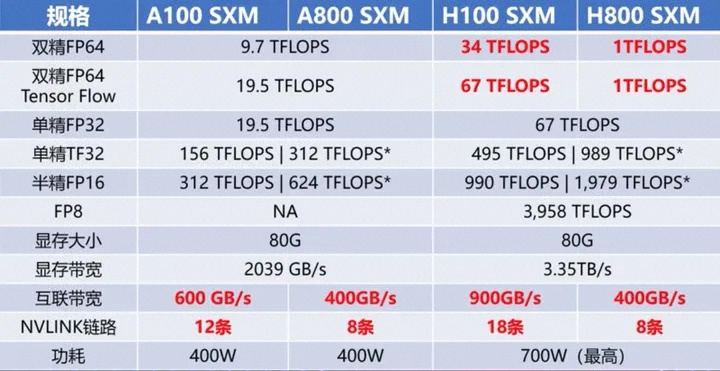 规格 A100 SXM A800 SXM H100 SXM H800 SXM
双精FP64 9.7 TFLOPS 34 TFLOPS 1TFLOPS
双精FP64
Tensor Flow 19.5 TFLOPS 67 TFLOPS 1TFLOPS
单精FP32 19.5 TFLOPS 67 TFLOPS
单精TF32 156 TFLOPS | 312 TFLOPS* 495 TFLOPS | 989 TFLOPS*
半精FP16 312 TFLOPS | 624 TFLOPS* 990 TFLOPS | 1,979 TFLOPS*
FP8 NA 3,958 TFLOPS
显存大小 80G 80G
显存带宽 2039 GB/s 3.35TB/s
互联带宽 600 GB/s 400GB/s 900GB/s 400GB/s
NVLINK链路 12条 8条 18条 8条
功耗 400W 400W 700W（最高）